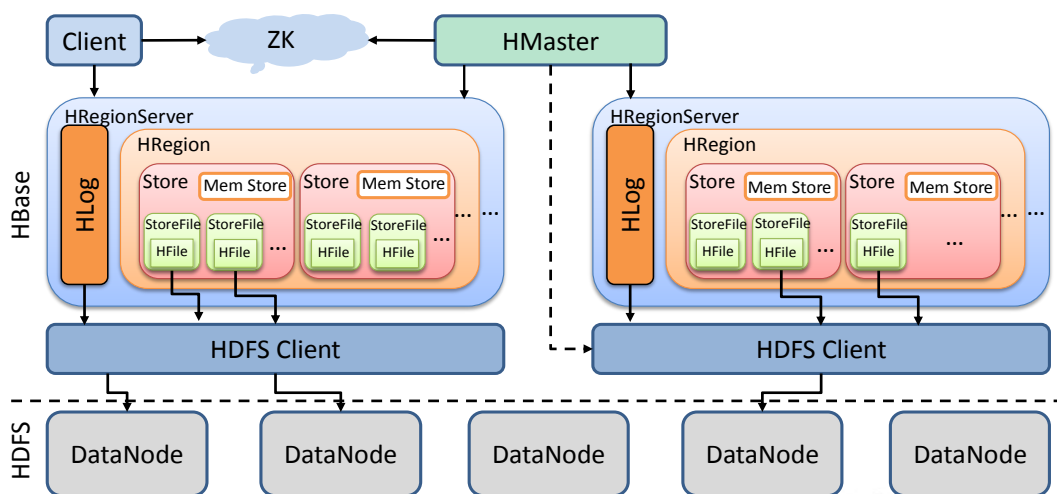 Client
ZK
HMaster
HBase
HRegionServer
HLog
HRegion
Store
Mem Store
StoreFile
HFile
StoreFile
HFile
...
Store
Mem Store
StoreFile
HFile
StoreFile
HFile
...
...
...
HRegionServer
HLog
HRegion
Store
Mem Store
StoreFile
HFile
StoreFile
HFile
...
Store
Mem Store
StoreFile
HFile
...
...
...
HDFS Client
HDFS Client
HDFS
DataNode
DataNode
DataNode
DataNode
DataNode